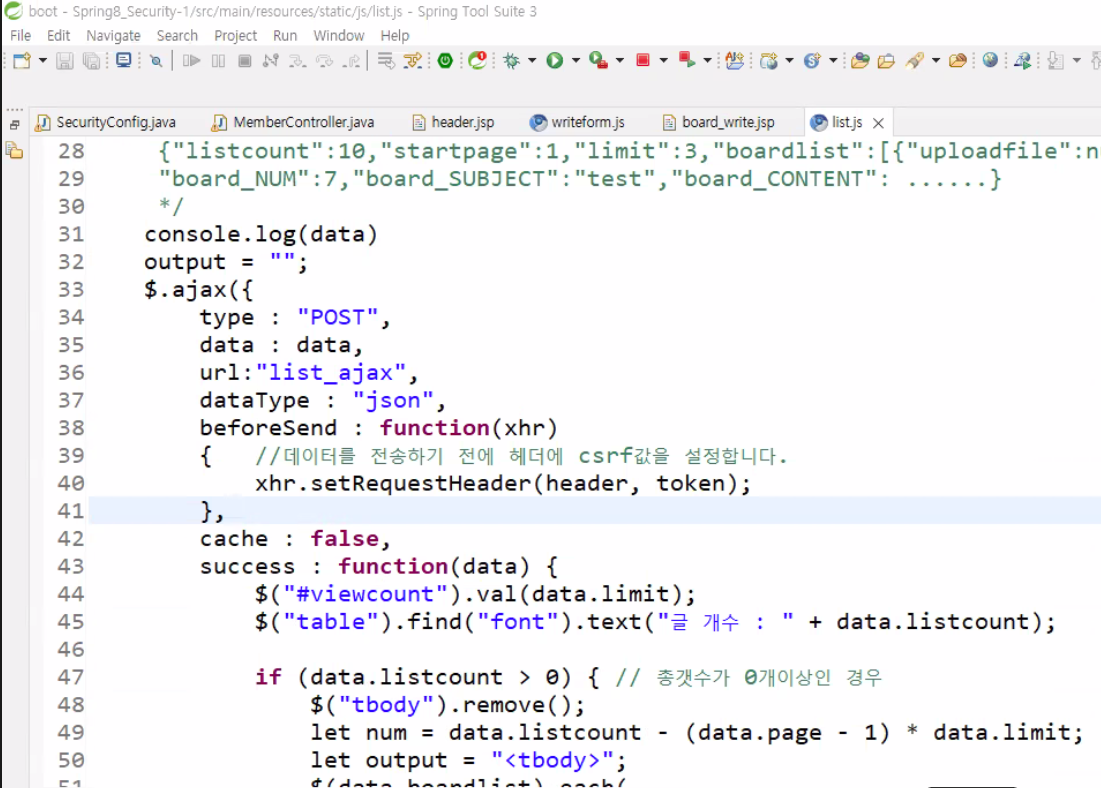 boot - Spring8_Security-1/src/main/resources/static/js/list.js - Spring Tool Suite 3
File Edit Navigate Search Project Run Window Help
SecurityConfig.java MemberController.java header.jsp writeform.js board_write.jsp list.js
28 {"listcount":10,"startpage":1,"limit":3,"boardlist":[{"uploadfile":n
29 "board_NUM":7,"board_SUBJECT":"test","board_CONTENT": ......}
30 */
31 console.log(data)
32 output = "";
33 $.ajax({
34 type : "POST",
35 data : data,
36 url:"list_ajax",
37 dataType : "json",
38 beforeSend : function(xhr)
39 { //데이터를 전송하기 전에 헤더에 csrf값을 설정합니다.
40 xhr.setRequestHeader(header, token);
41 },
42 cache : false,
43 success : function(data) {
44 $("#viewcount").val(data.limit);
45 $("table").find("font").text("글 개수 : " + data.listcount);
46
47 if (data.listcount > 0) { // 총갯수가 0개이상인 경우
48 $("tbody").remove();
49 let num = data.listcount - (data.page - 1) * data.limit;
50 let output = "<tbody>";
51 $(data.boardlist).each(